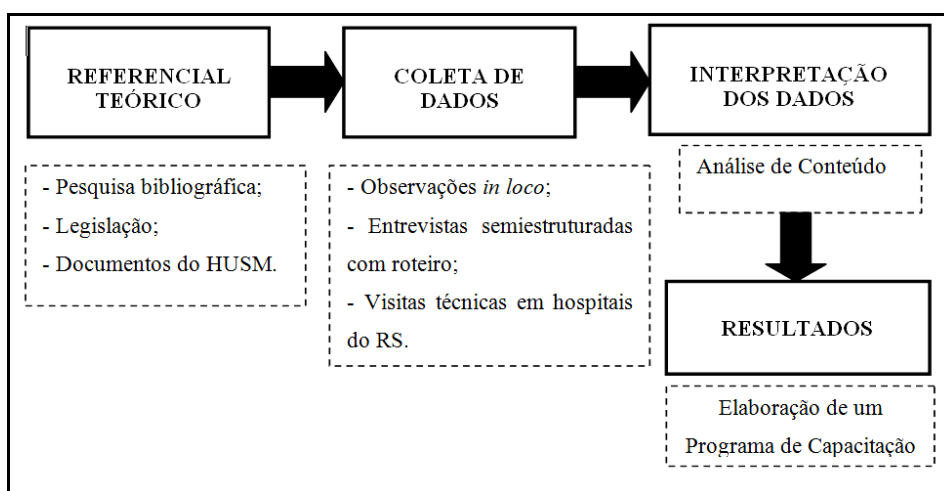 REFERENCIAL
TEÓRICO
- Pesquisa bibliográfica;
- Legislação;
- Documentos do HUSM.
COLETA DE
DADOS
- Observações in loco;
- Entrevistas semiestruturadas
com roteiro;
- Visitas técnicas em hospitais
do RS.
INTERPRETAÇÃO
DOS DADOS
Análise de Conteúdo
RESULTADOS
Elaboração de um
Programa de Capacitação